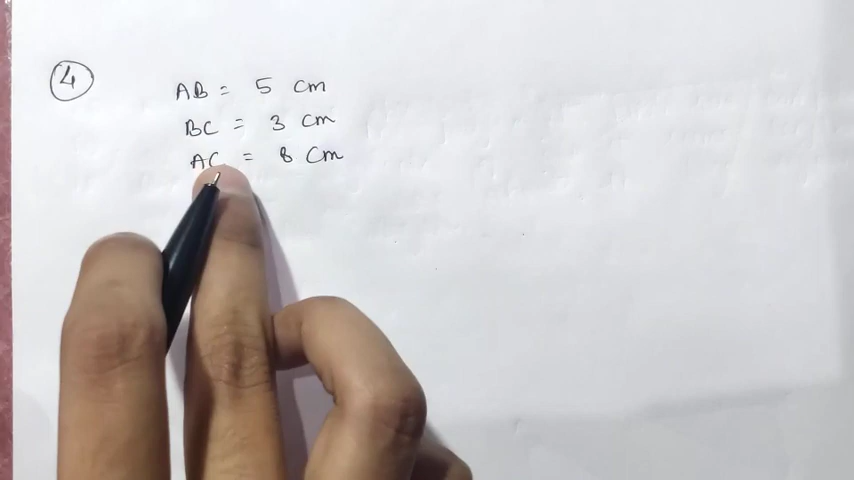 4
AB = 5 cm
BC = 3 cm
AC = 8 cm